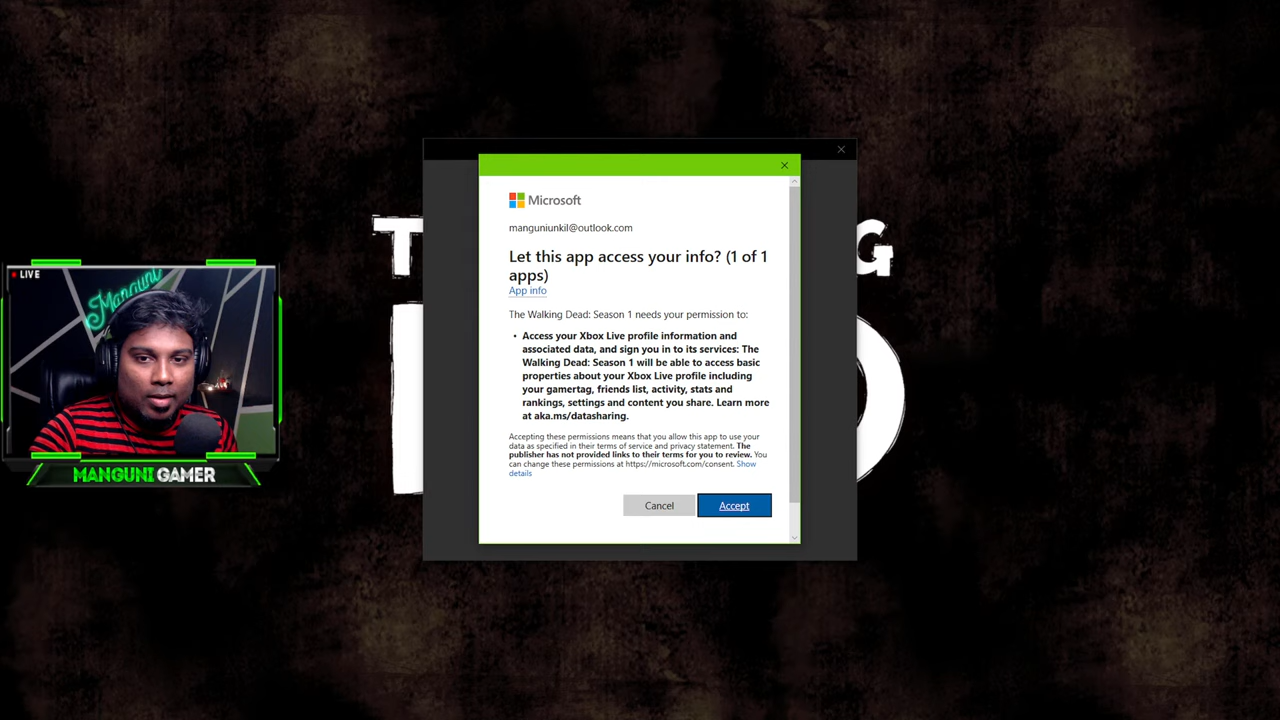 Microsoft
manguniunkil@outlook.com
Let this app access your info? (1 of 1
apps)
App info
The Walking Dead: Season 1 needs your permission to:
• Access your Xbox Live profile information and
associated data, and sign you in to its services: The
Walking Dead: Season 1 will be able to access basic
properties about your Xbox Live profile including
your gamertag, friends list, activity, stats and
rankings, settings and content you share. Learn more
at aka.ms/datasharing.
Accepting these permissions means that you allow this app to use your
data as specified in their terms of service and privacy statement. The
publisher has not provided links to their terms for you to review. You
can change these permissions at https://microsoft.com/consent. Show
details
Cancel
Accept
LIVE
Manguni
MANGUNI GAMER